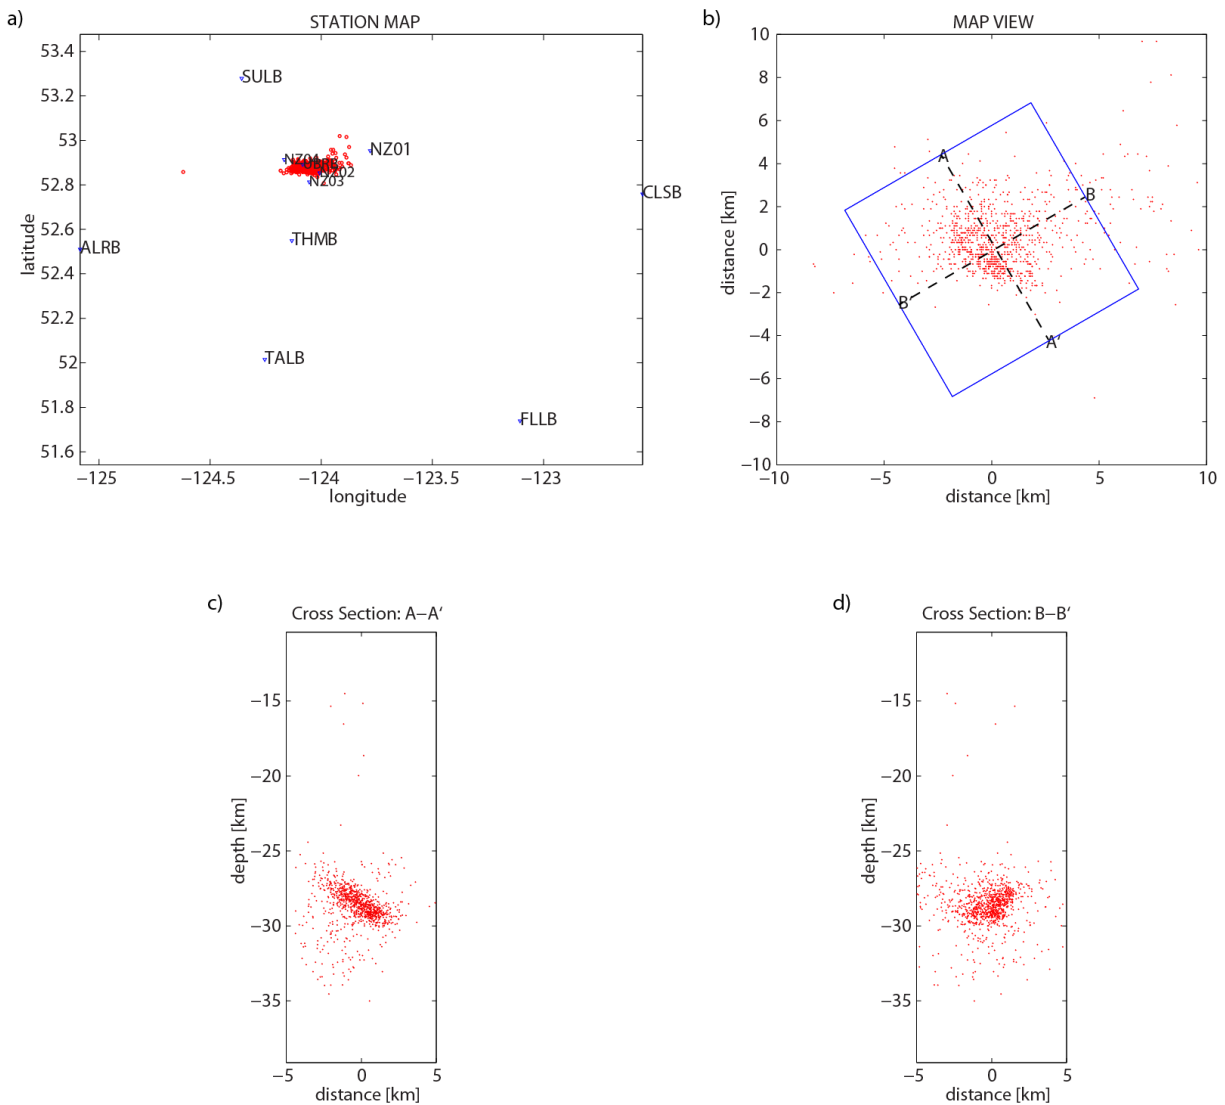 a)
STATION MAP
53.4
53.2
53
52.8
52.6
52.4
52.2
52
51.8
51.6
latitude
SULB
NZ01
NZ04
UBRB
NZ02
NZ03
CLSB
THMB
ALRB
TALB
FLLB
−125
−124.5
−124
−123.5
−123
longitude
b)
MAP VIEW
10
8
6
4
2
0
−2
−4
−6
−8
−10
distance [km]
A
B
B'
A'
−10
−5
0
5
10
distance [km]
c)
Cross Section: A−A‘
−15
−20
−25
−30
−35
depth [km]
−5
0
5
distance [km]
d)
Cross Section: B−B‘
−15
−20
−25
−30
−35
depth [km]
−5
0
5
distance [km]